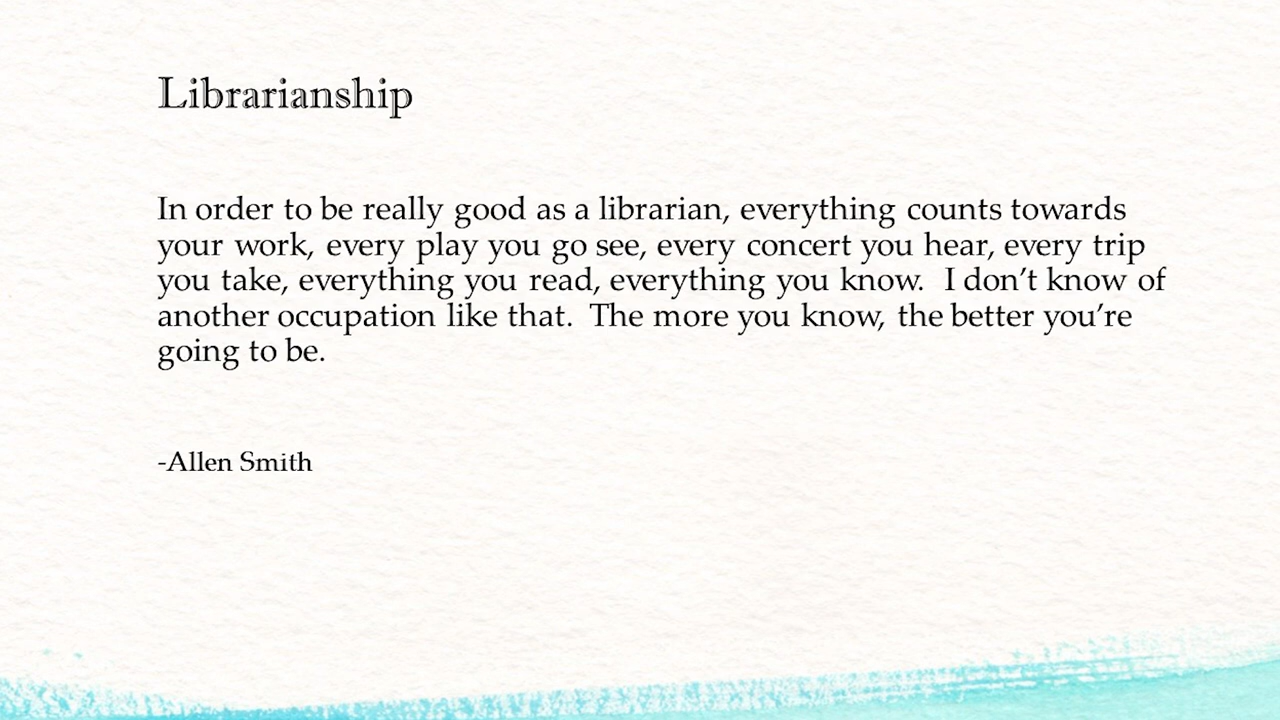 Librarianship
In order to be really good as a librarian, everything counts towards
your work, every play you go see, every concert you hear, every trip
you take, everything you read, everything you know.  I don’t know of
another occupation like that.  The more you know, the better you’re
going to be.
-Allen Smith